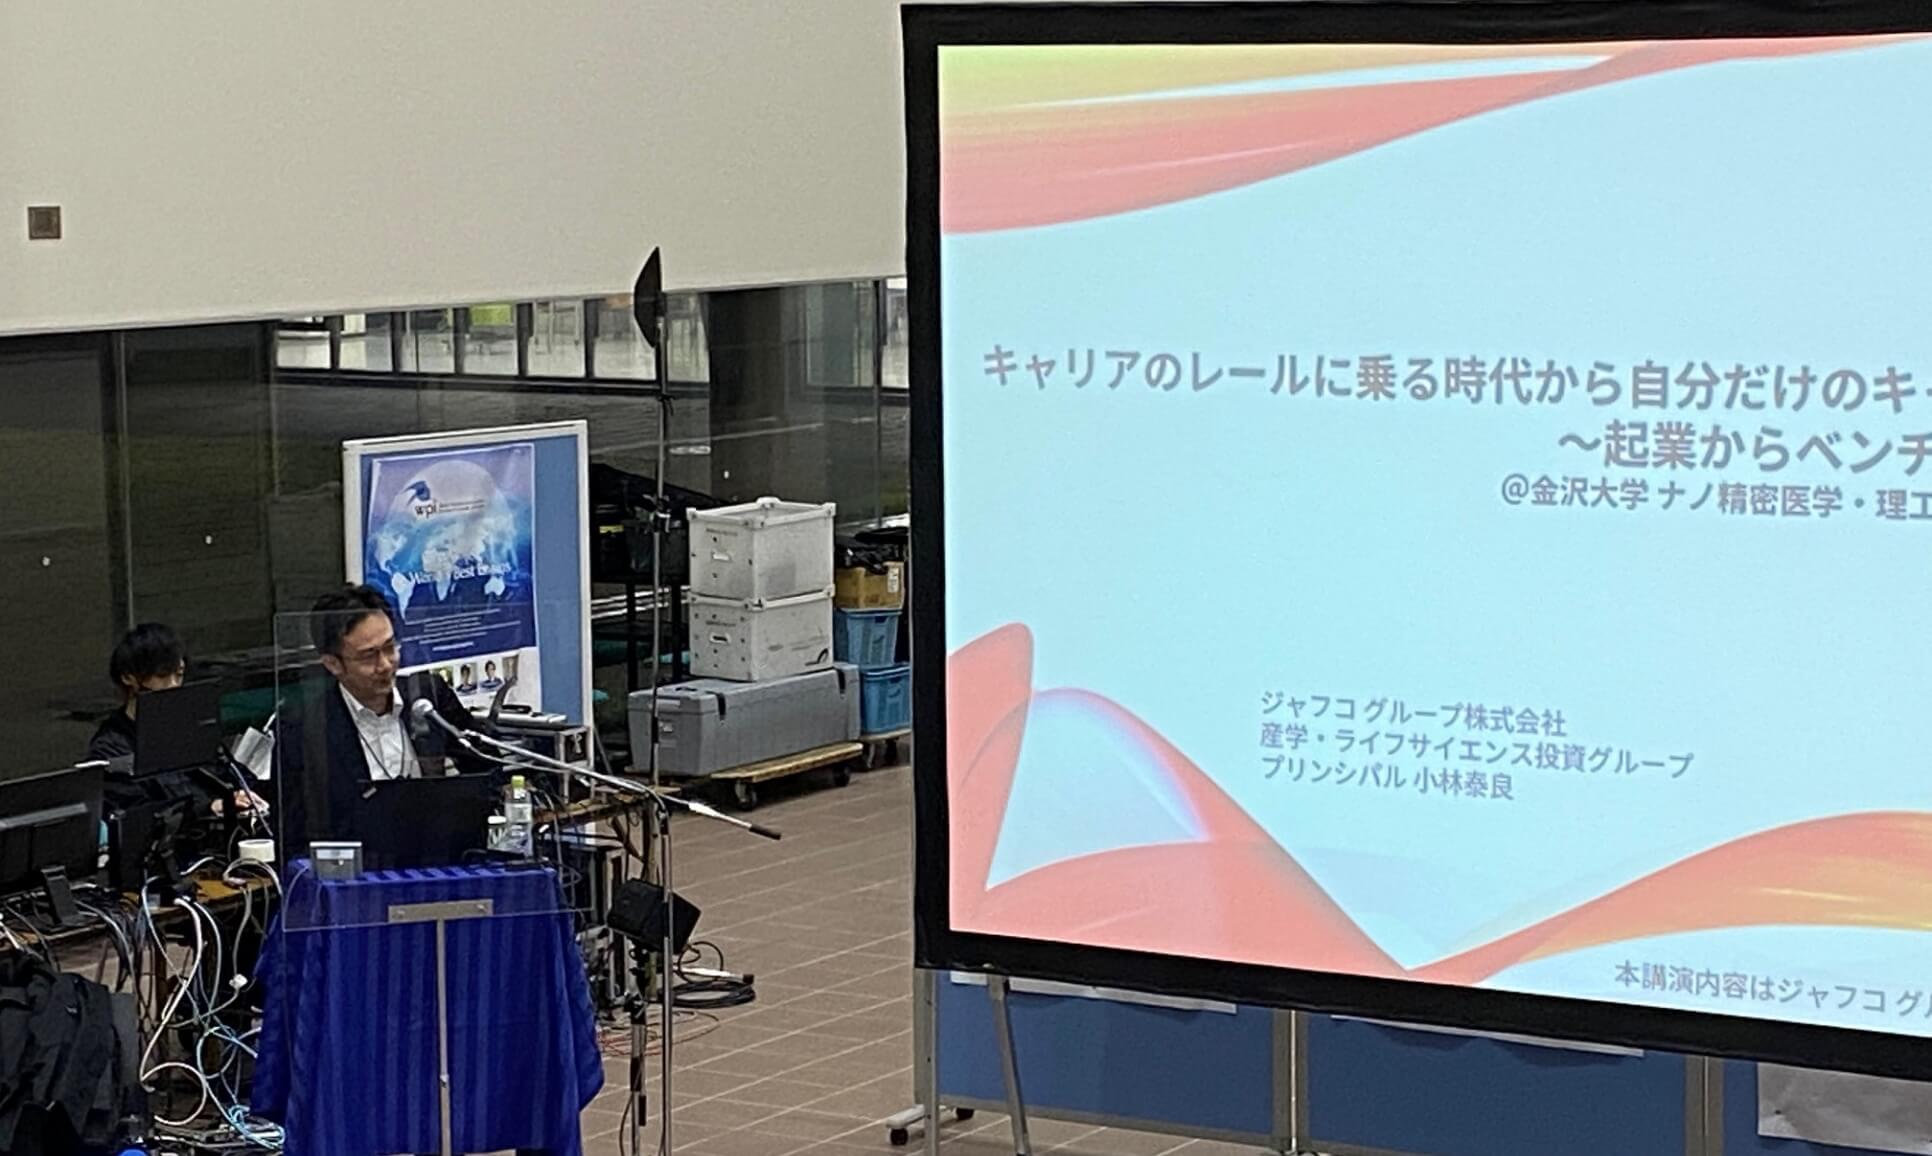 キャリアのレールに乗る時代から自分だけのキ
～起業からベンチ
@金沢大学 ナノ精密医学・理工
ジャフコ グループ株式会社
産学・ライフサイエンス投資グループ
プリンシパル 小林泰良
本講演内容はジャフコ グル
wpi
World's Best